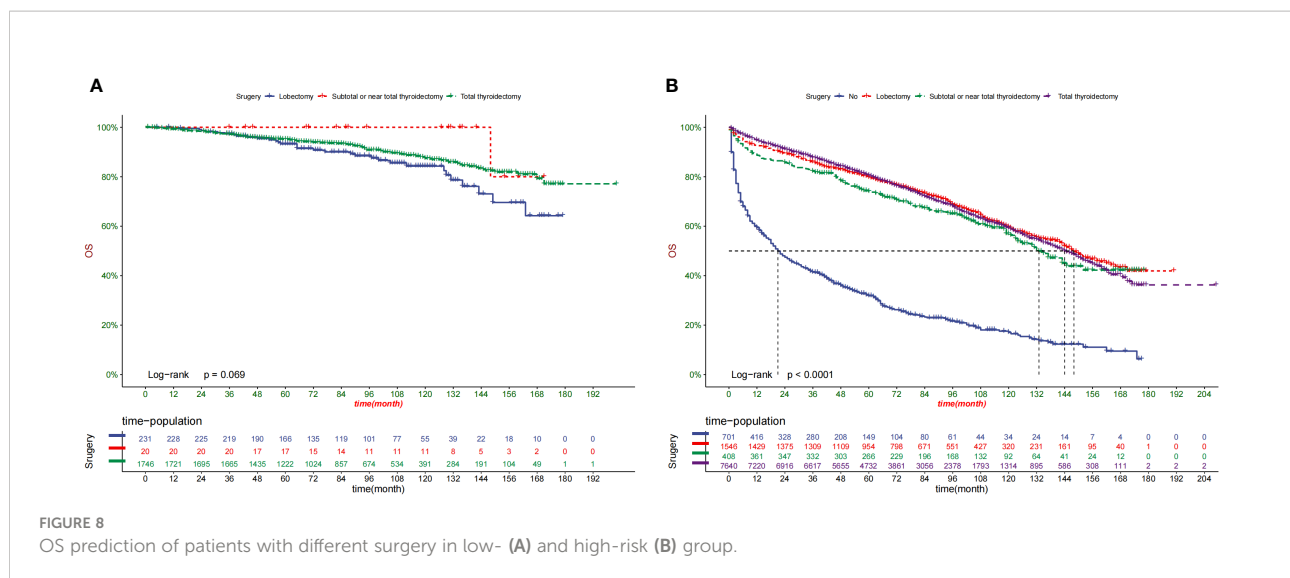 A
Srugery Lobectomy Subtotal or near total thyroidectomy Total thyroidectomy
100%
80%
60%
40%
20%
0%
OS
Log-rank p = 0.069
0 12 24 36 48 60 72 84 96 108 120 132 144 156 168 180 192
time(month)
time-population
Srugery
231 228 225 219 190 166 135 119 101 77 55 39 22 18 10 0 0
20 20 20 20 17 17 15 14 11 11 11 8 5 3 2 0 0
1746 1721 1695 1665 1435 1222 1024 857 674 534 391 284 191 104 49 1 1
0 12 24 36 48 60 72 84 96 108 120 132 144 156 168 180 192
time(month)
B
Srugery No Lobectomy Subtotal or near total thyroidectomy Total thyroidectomy
100%
80%
60%
40%
20%
0%
OS
Log-rank p < 0.0001
0 12 24 36 48 60 72 84 96 108 120 132 144 156 168 180 192 204
time(month)
time-population
Srugery
701 416 328 280 208 149 104 80 61 44 34 24 14 7 4 0 0 0
1546 1429 1375 1309 1109 954 798 671 551 427 320 231 161 95 40 1 0 0
408 361 347 332 303 266 229 196 168 132 92 64 41 24 12 0 0 0
7640 7220 6916 6617 5655 4732 3861 3056 2378 1793 1314 895 586 308 111 2 2 2
0 12 24 36 48 60 72 84 96 108 120 132 144 156 168 180 192 204
time(month)
FIGURE 8
OS prediction of patients with different surgery in low- (A) and high-risk (B) group.